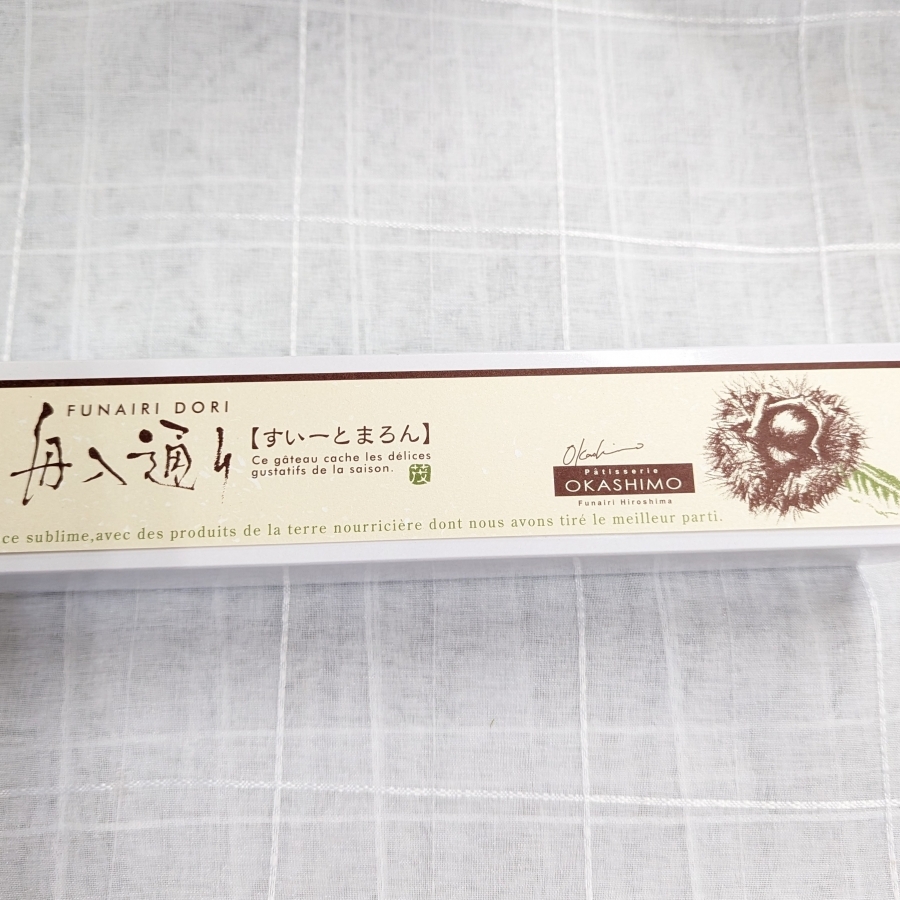 FUNAIRI DORI
舟入通り
【すいーとまろん】
Ce gâteau cache les délices
gustatifs de la saison.
茂
Okashimo
Pâtisserie
OKASHIMO
Funairi Hiroshima
ce sublime,avec des produits de la terre nourricière dont nous avons tiré le meilleur parti.